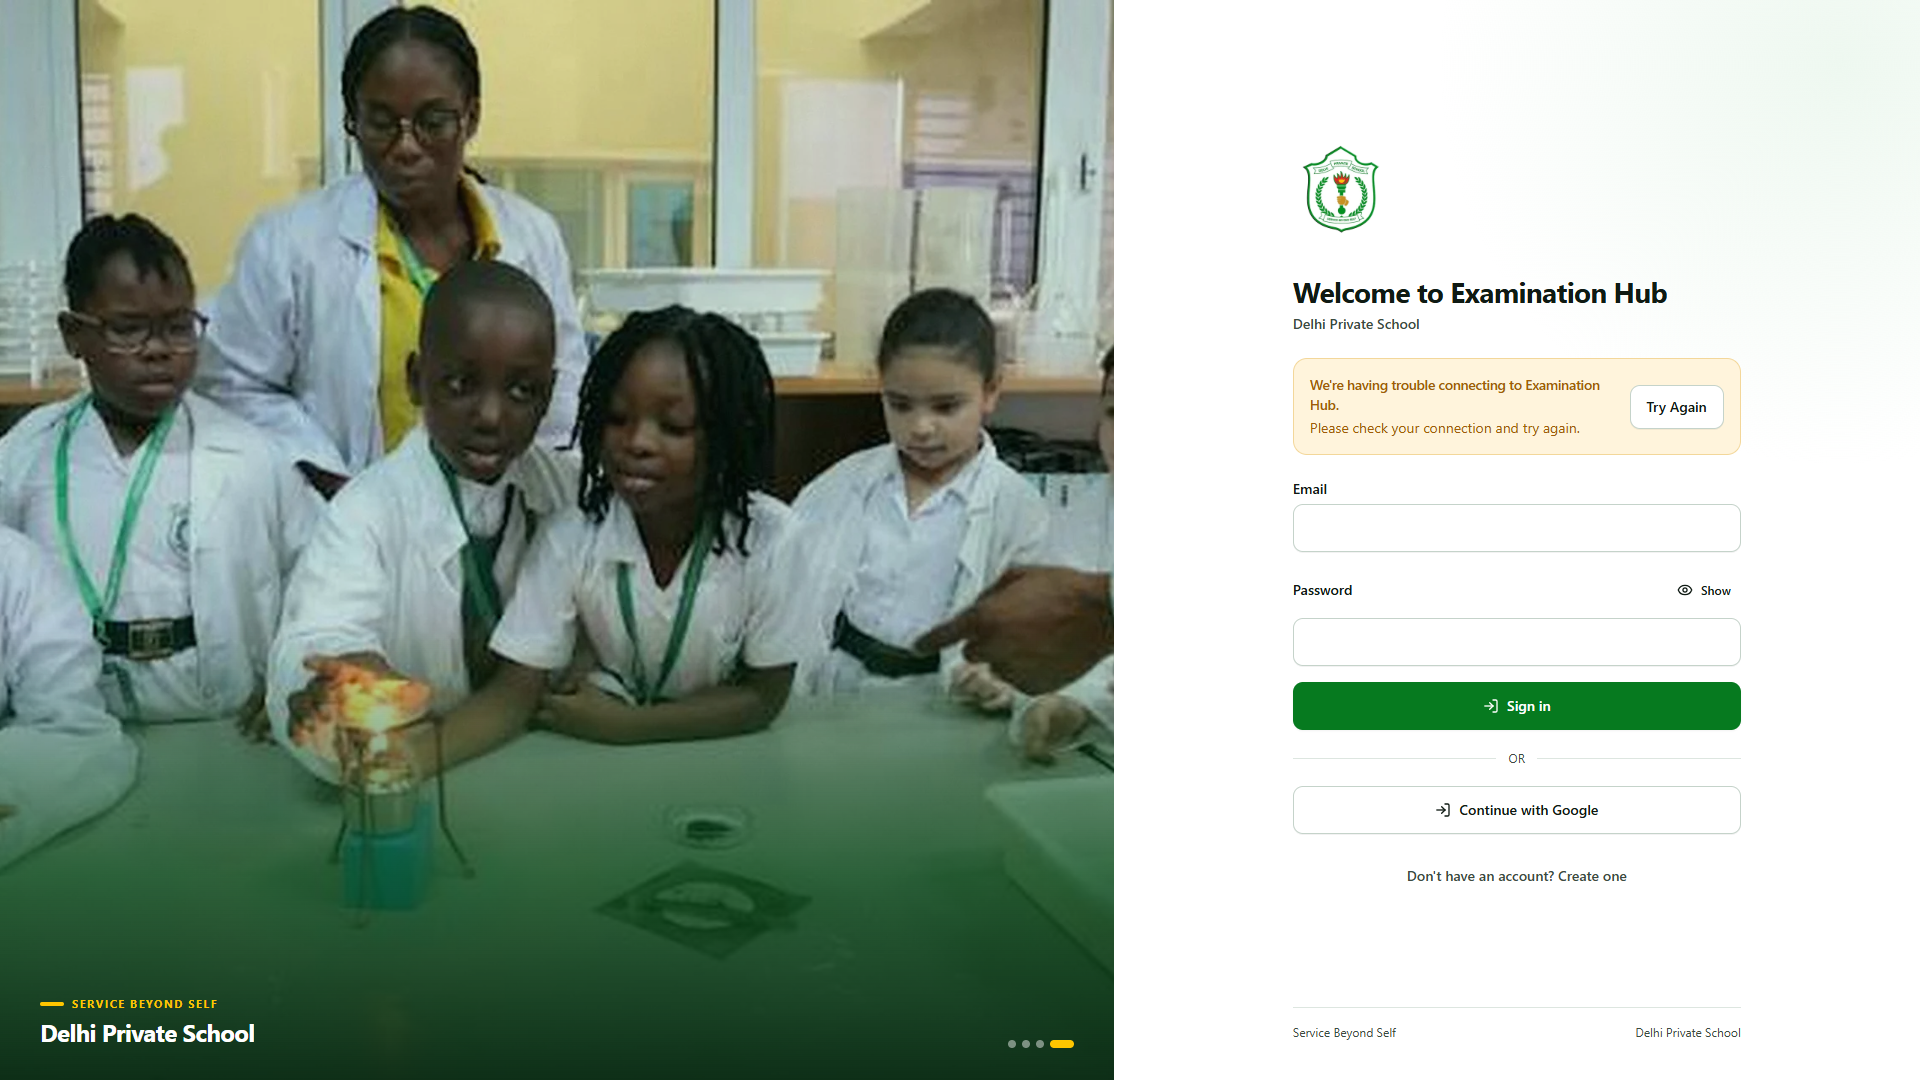 SERVICE BEYOND SELF
Delhi Private School
Welcome to Examination Hub
Delhi Private School
We're having trouble connecting to Examination
Hub.
Please check your connection and try again.
Try Again
Email
Password
Show
Sign in
OR
Continue with Google
Don't have an account? Create one
Service Beyond Self
Delhi Private School